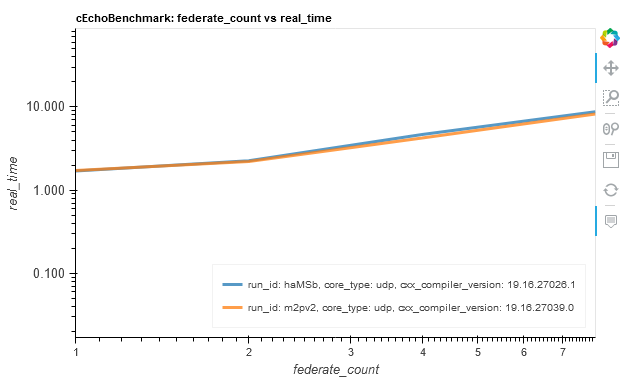 cEchoBenchmark: federate_count vs real_time
10.000
1.000
0.100
real_time
run_id: haMSb, core_type: udp, cxx_compiler_version: 19.16.27026.1
run_id: m2pv2, core_type: udp, cxx_compiler_version: 19.16.27039.0
1 2 3 4 5 6 7
federate_count